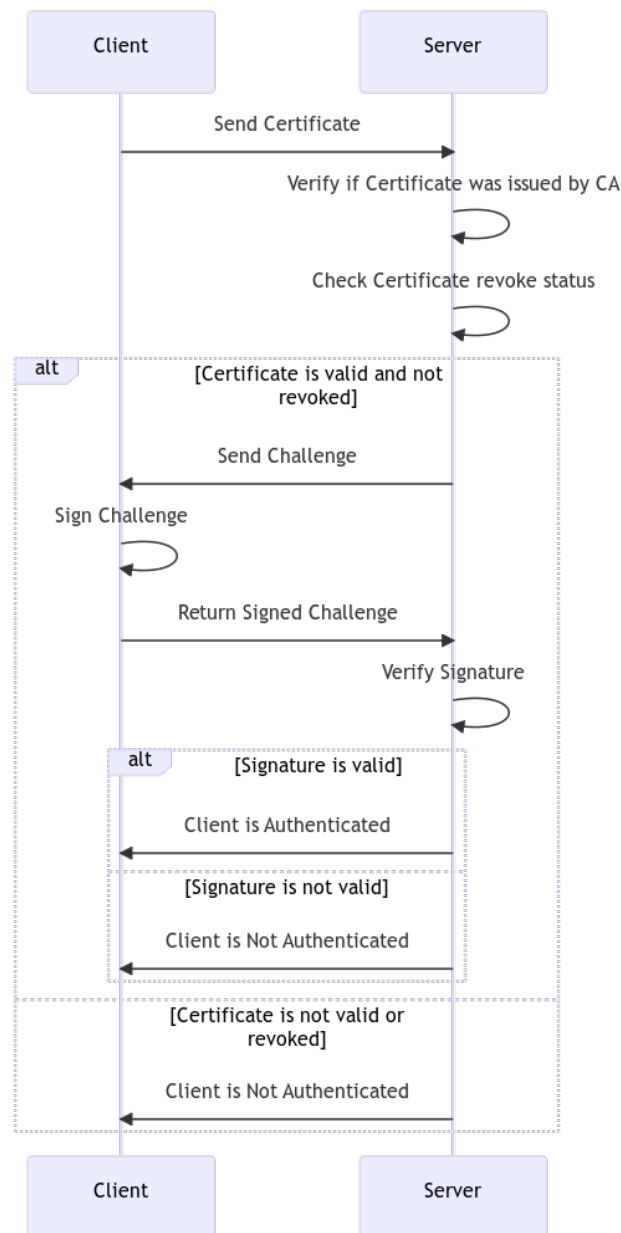 Client
Server
Send Certificate
Verify if Certificate was issued by CA
Check Certificate revoke status
alt
[Certificate is valid and not
revoked]
Send Challenge
Sign Challenge
Return Signed Challenge
Verify Signature
alt
[Signature is valid]
Client is Authenticated
[Signature is not valid]
Client is Not Authenticated
[Certificate is not valid or
revoked]
Client is Not Authenticated
Client
Server